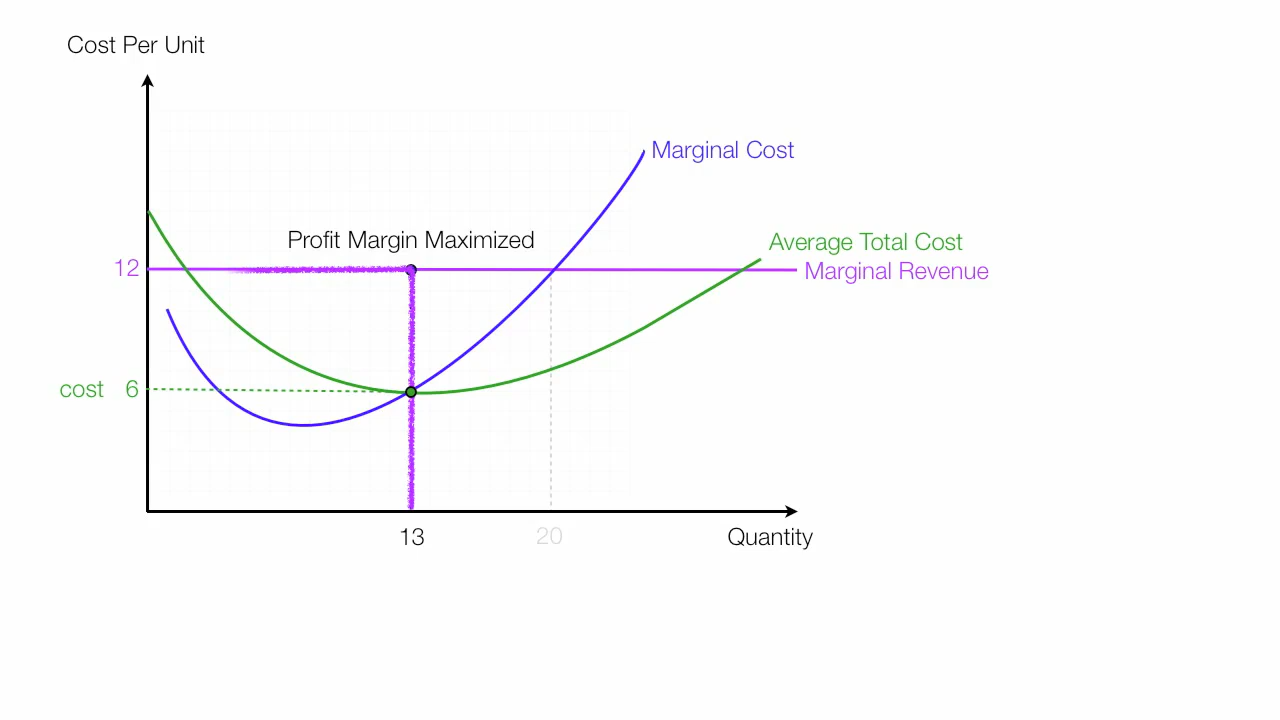 Cost Per Unit
Marginal Cost
Profit Margin Maximized
Average Total Cost
12
Marginal Revenue
cost 6
13
20
Quantity